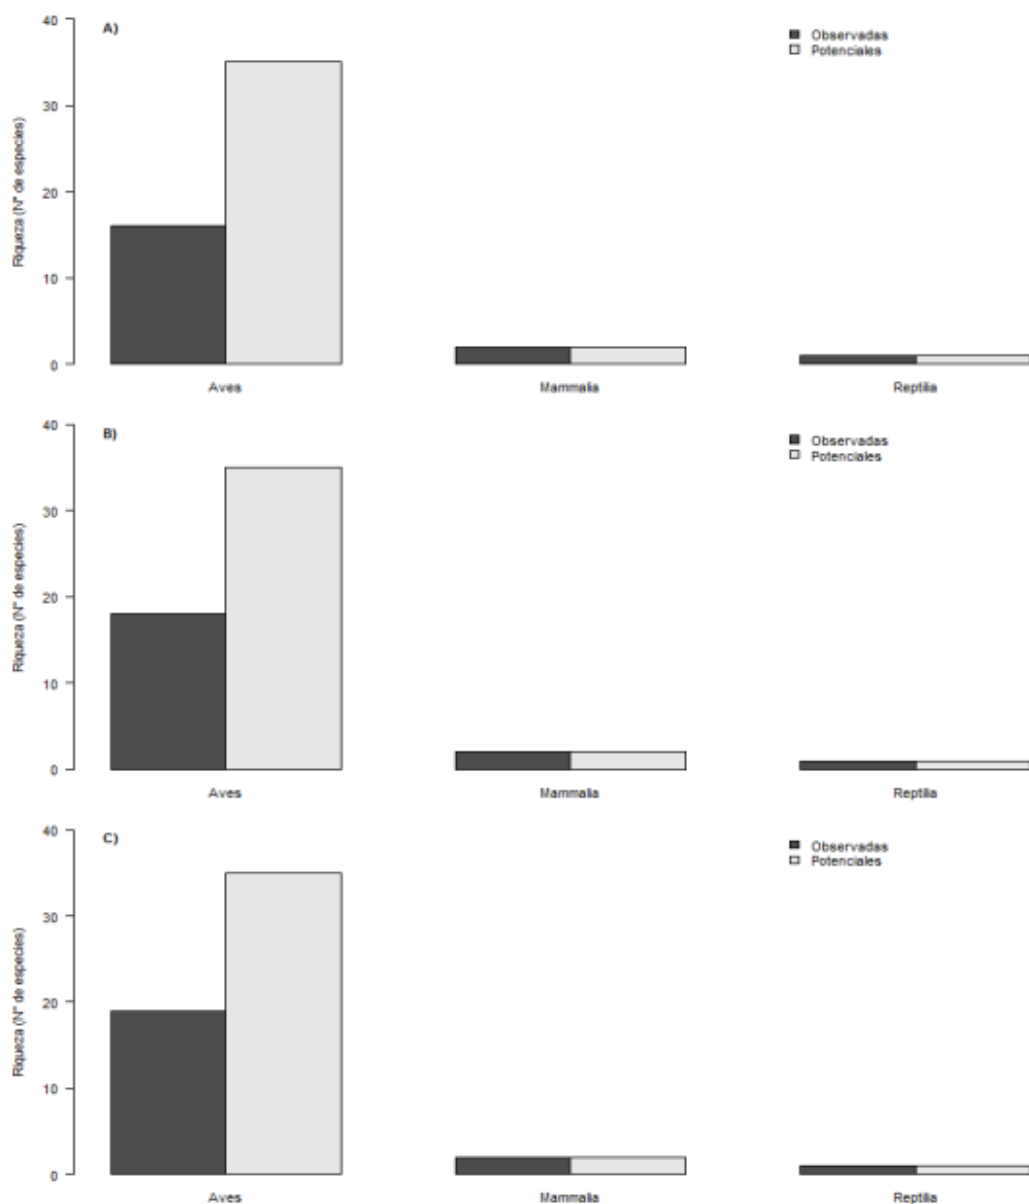 A)
Observadas
Potenciales
Riqueza (N° de especies)
40
30
20
10
0
Aves
Mammalia
Reptilia
B)
Observadas
Potenciales
Riqueza (N° de especies)
40
30
20
10
0
Aves
Mammalia
Reptilia
C)
Observadas
Potenciales
Riqueza (N° de especies)
40
30
20
10
0
Aves
Mammalia
Reptilia